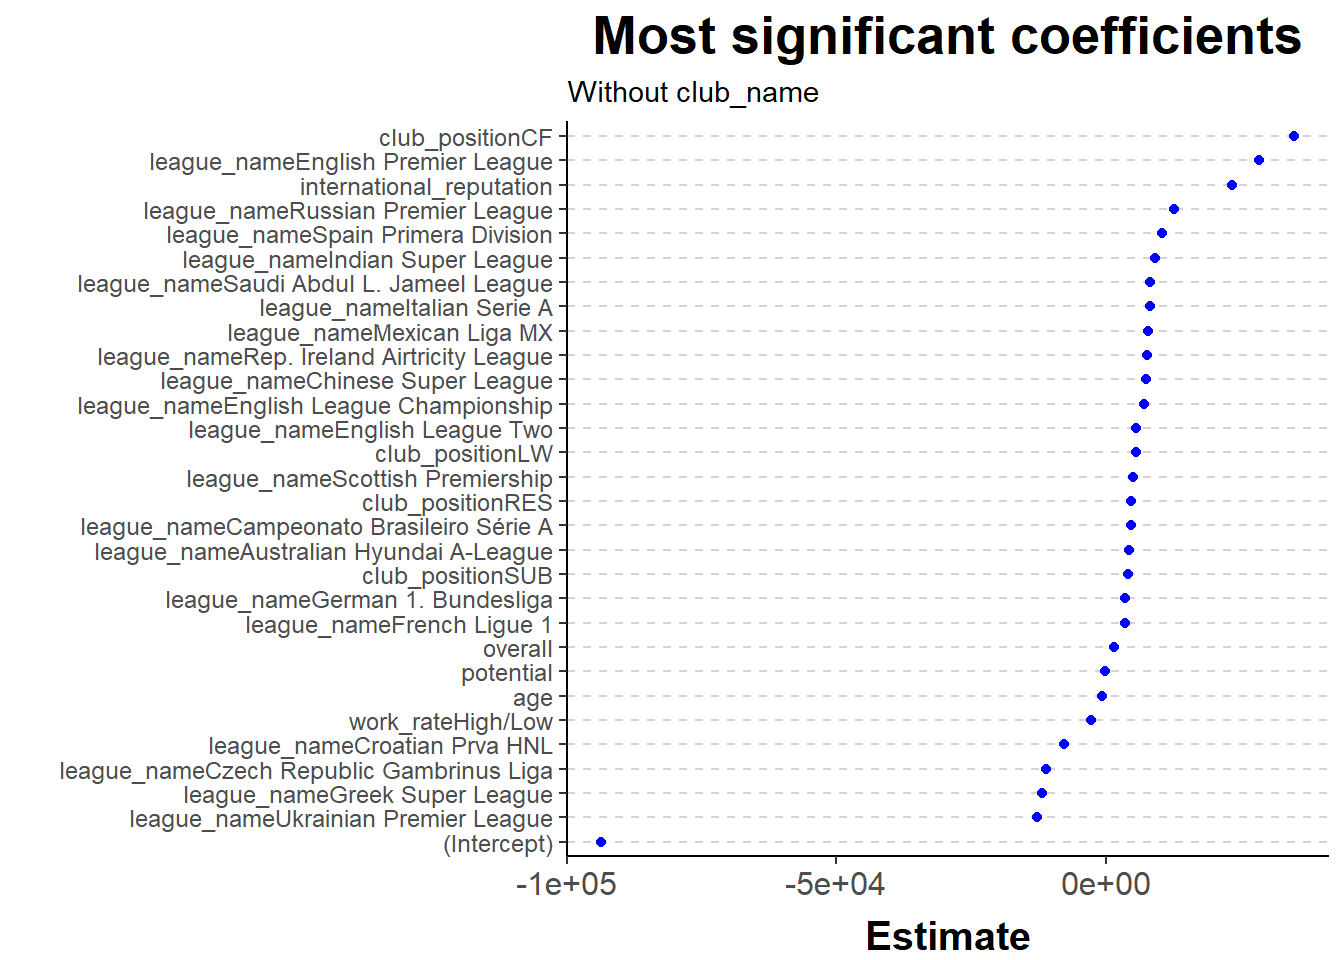 Most significant coefficients
Without club_name
club_positionCF
league_nameEnglish Premier League
international_reputation
league_nameRussian Premier League
league_nameSpain Primera Division
league_nameIndian Super League
league_nameSaudi Abdul L. Jameel League
league_nameItalian Serie A
league_nameMexican Liga MX
league_nameRep. Ireland Airtricity League
league_nameChinese Super League
league_nameEnglish League Championship
league_nameEnglish League Two
club_positionLW
league_nameScottish Premiership
club_positionRES
league_nameCampeonato Brasileiro Série A
league_nameAustralian Hyundai A-League
club_positionSUB
league_nameGerman 1. Bundesliga
league_nameFrench Ligue 1
overall
potential
age
work_rateHigh/Low
league_nameCroatian Prva HNL
league_nameCzech Republic Gambrinus Liga
league_nameGreek Super League
league_nameUkrainian Premier League
(Intercept)
-1e+05 -5e+04 0e+00
Estimate